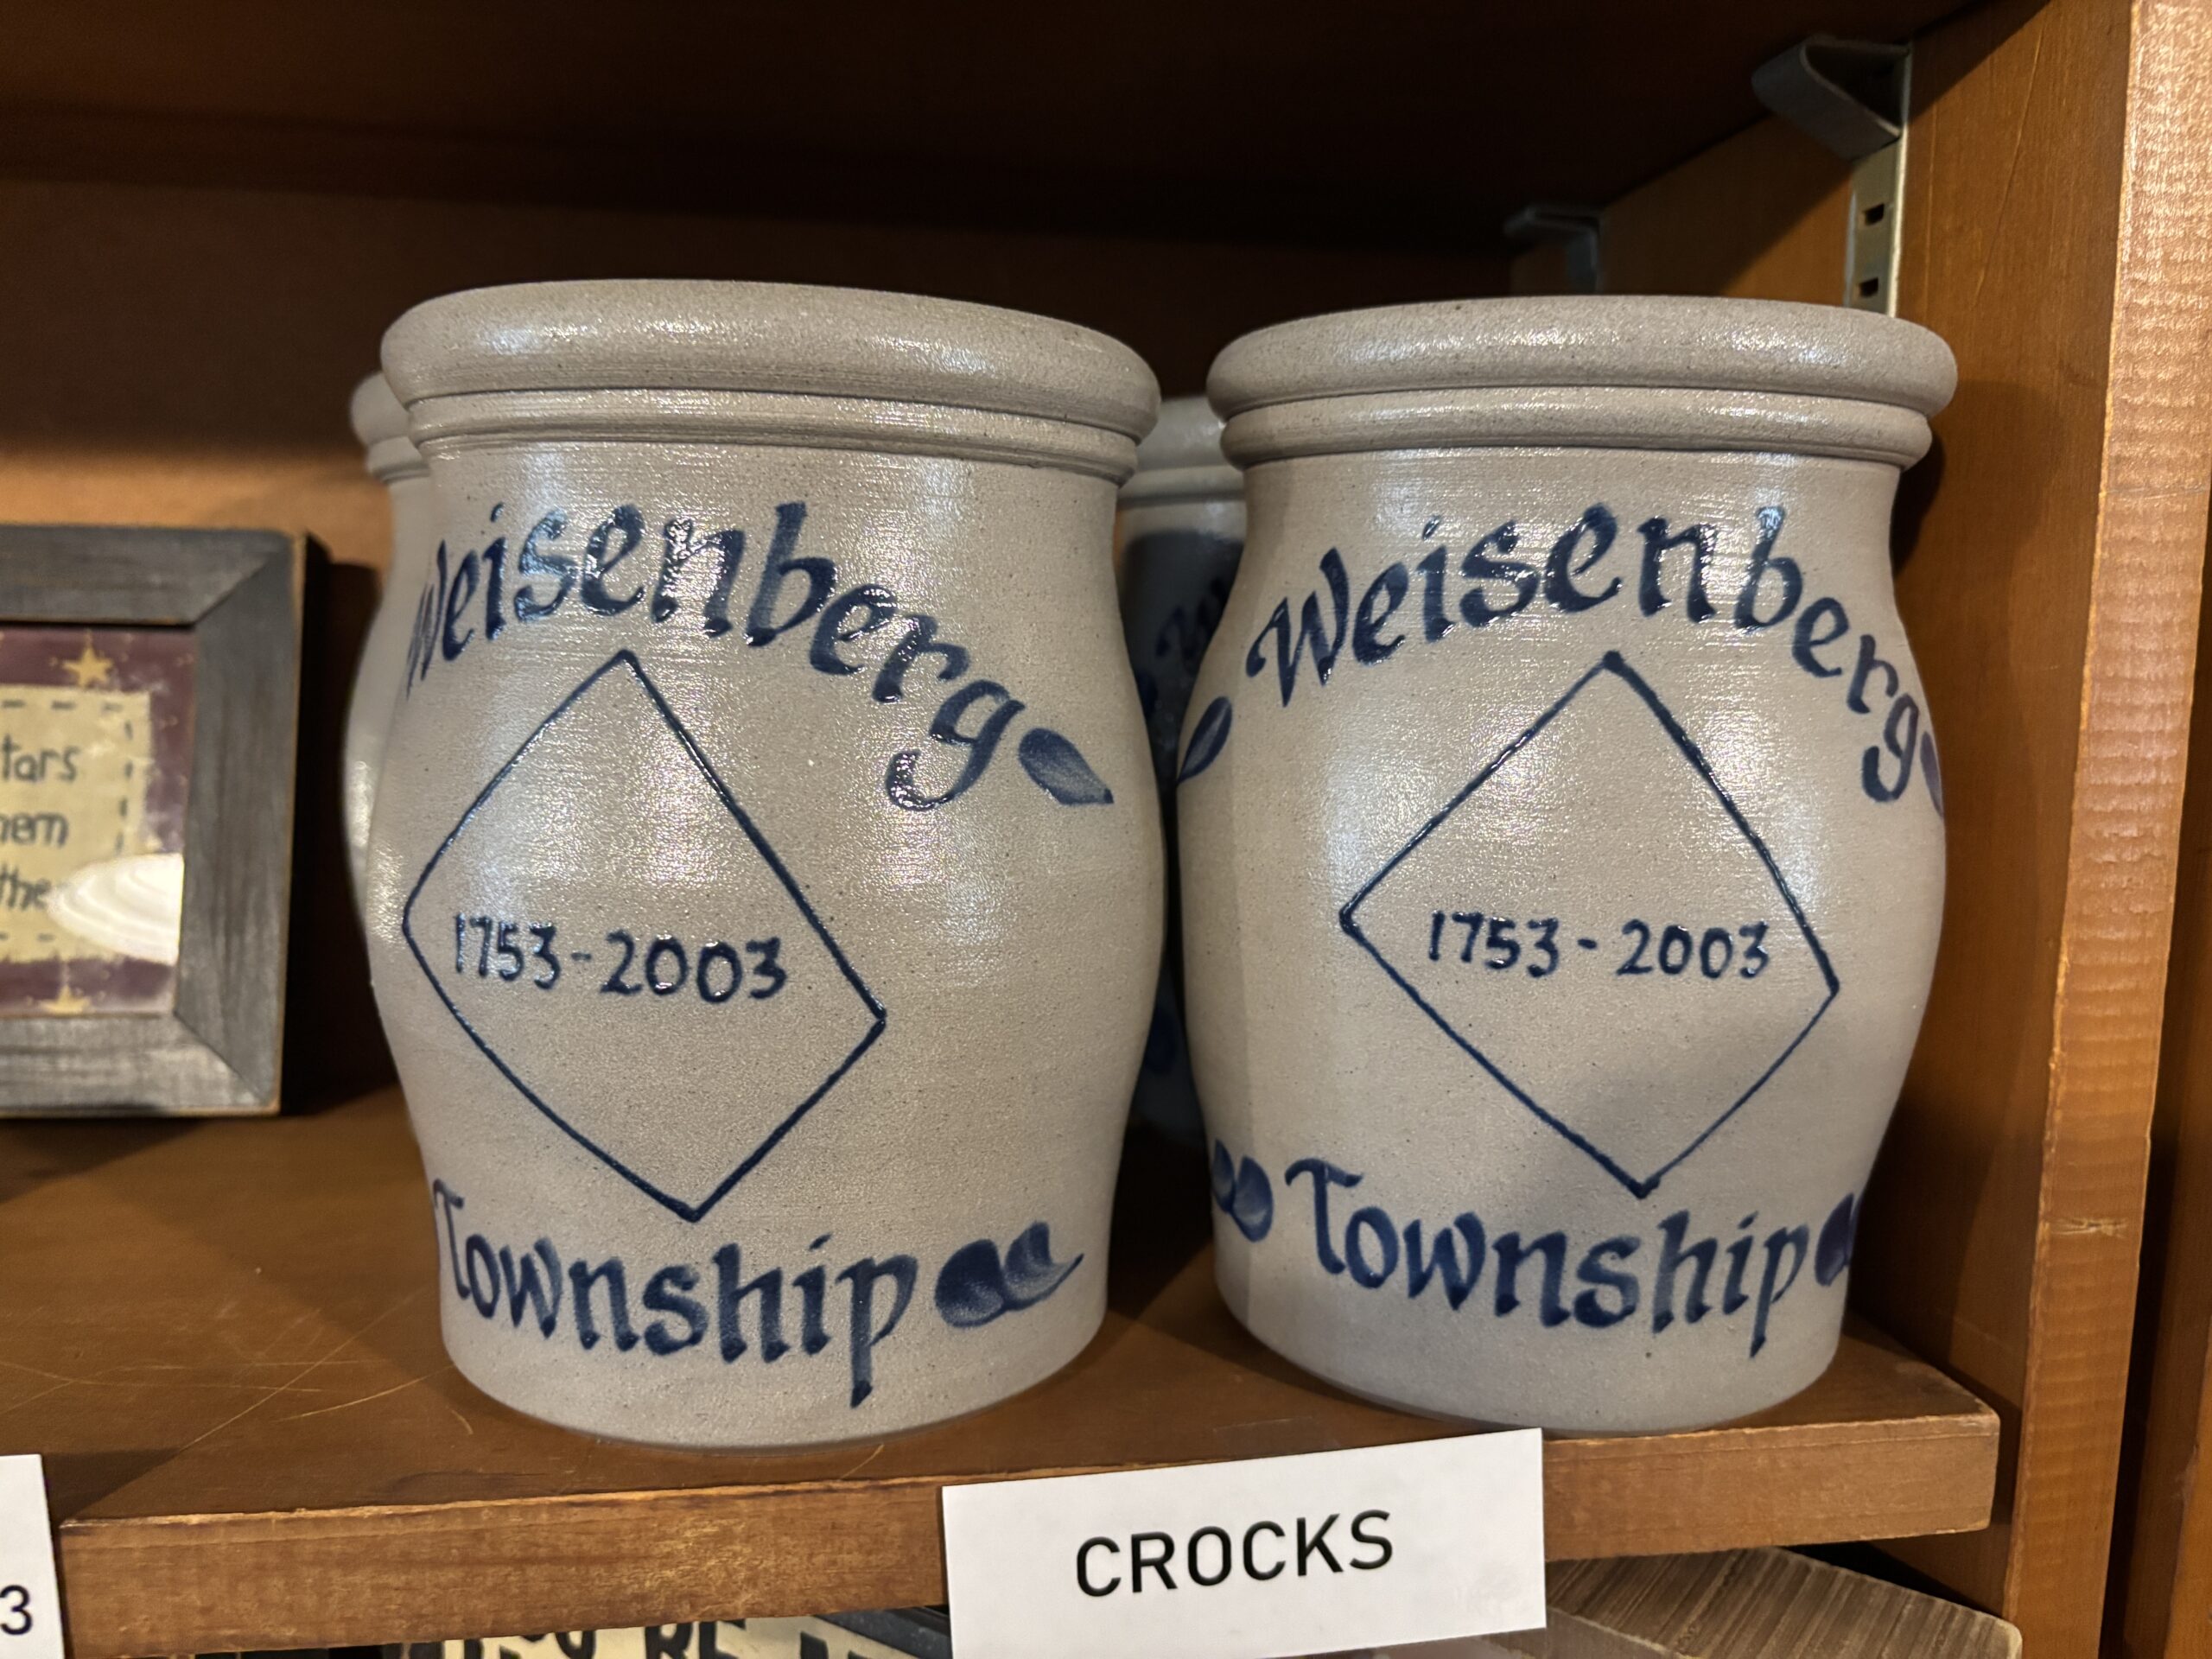 Weisenberg
1753-2003
Township
Weisenberg
1753-2003
Township
tars
hem
the
CROCKS
3